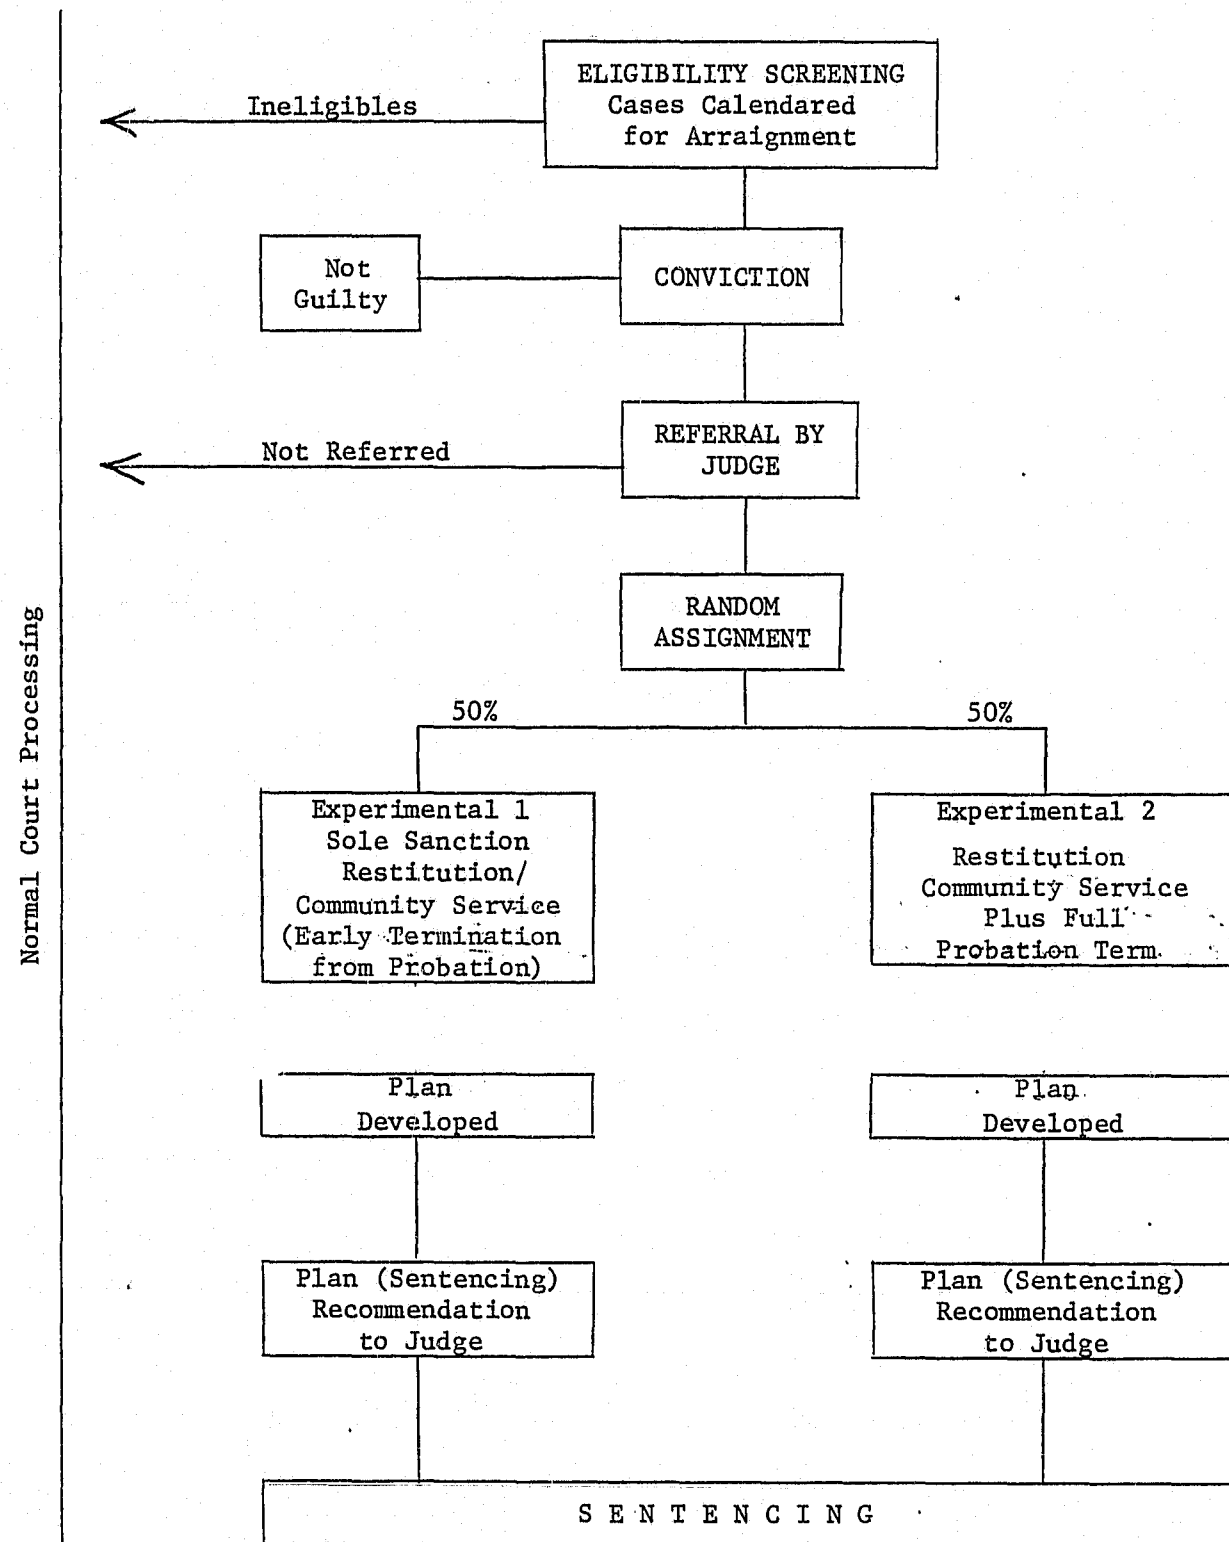 ELIGIBILITY SCREENING
Cases Calendared
for Arraignment
Ineligibles
Not
Guilty
CONVICTION
REFERRAL BY
JUDGE
Not Referred
RANDOM
ASSIGNMENT
Normal Court Processing
50%
50%
Experimental 1
Sole Sanction
Restitution/
Community Service
(Early Termination
from Probation)
Experimental 2
Restitution
Community Service
Plus Full
Probation Term
Plan
Developed
Plan
Developed
Plan (Sentencing)
Recommendation
to Judge
Plan (Sentencing)
Recommendation
to Judge
S E N T E N C I N G